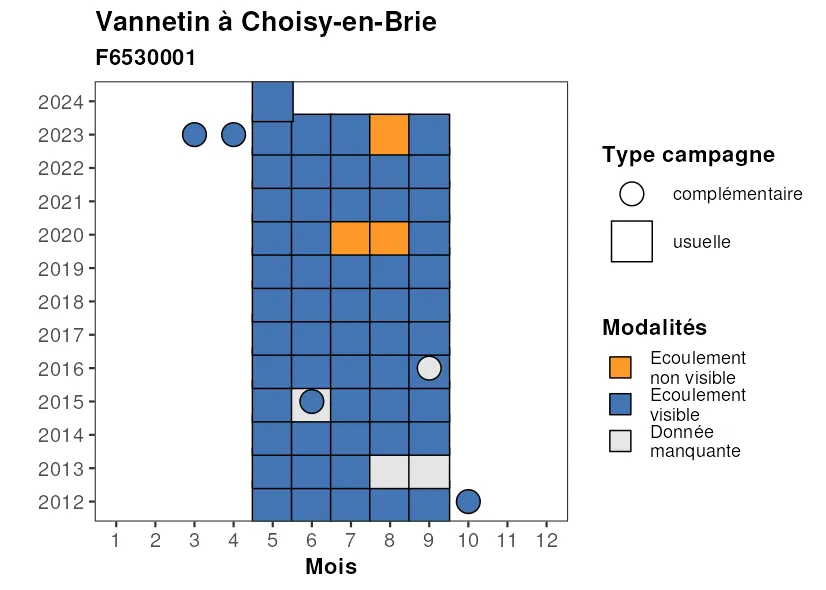 Vannetin à Choisy-en-Brie
F6530001
2024
2023
2022
2021
2020
2019
2018
2017
2016
2015
2014
2013
2012
1 2 3 4 5 6 7 8 9 10 11 12
Mois
Type campagne
complémentaire
usuelle
Modalités
Ecoulement
non visible
Ecoulement
visible
Donnée
manquante